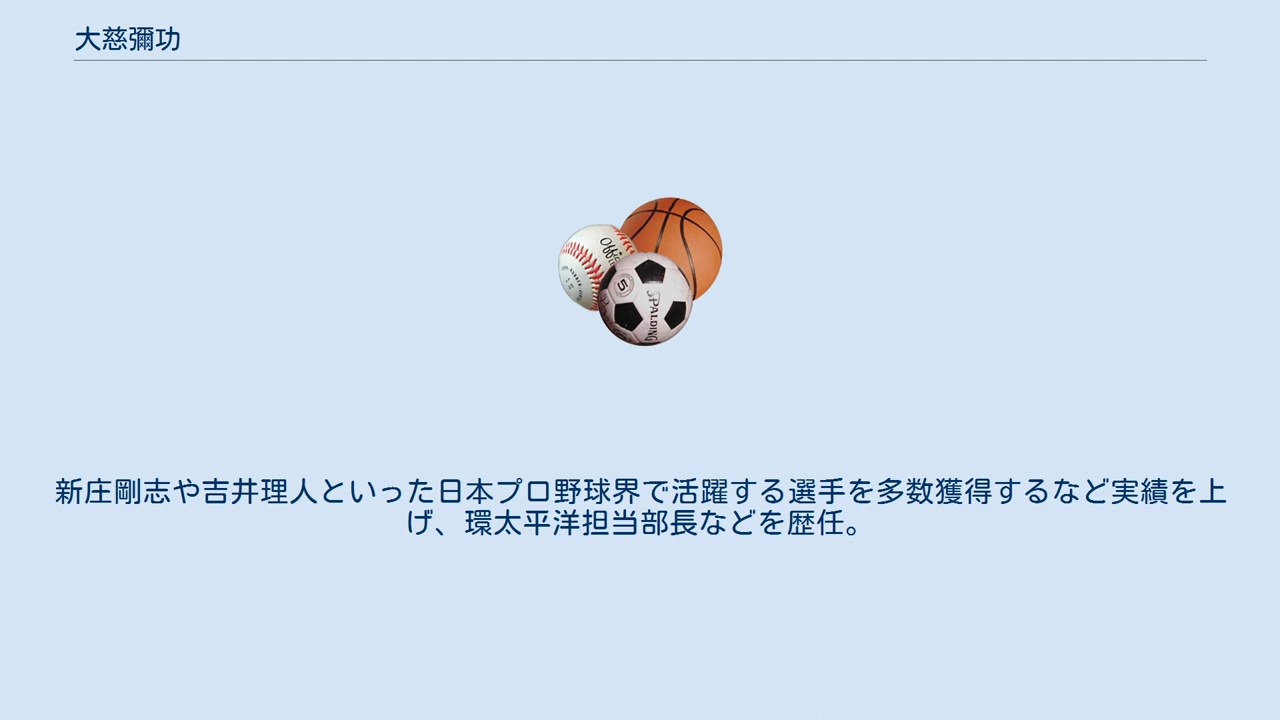 大慈彌功
Offic
5
SPALDING
新庄剛志や吉井理人といった日本プロ野球界で活躍する選手を多数獲得するなど実績を上
げ、環太平洋担当部長などを歴任。